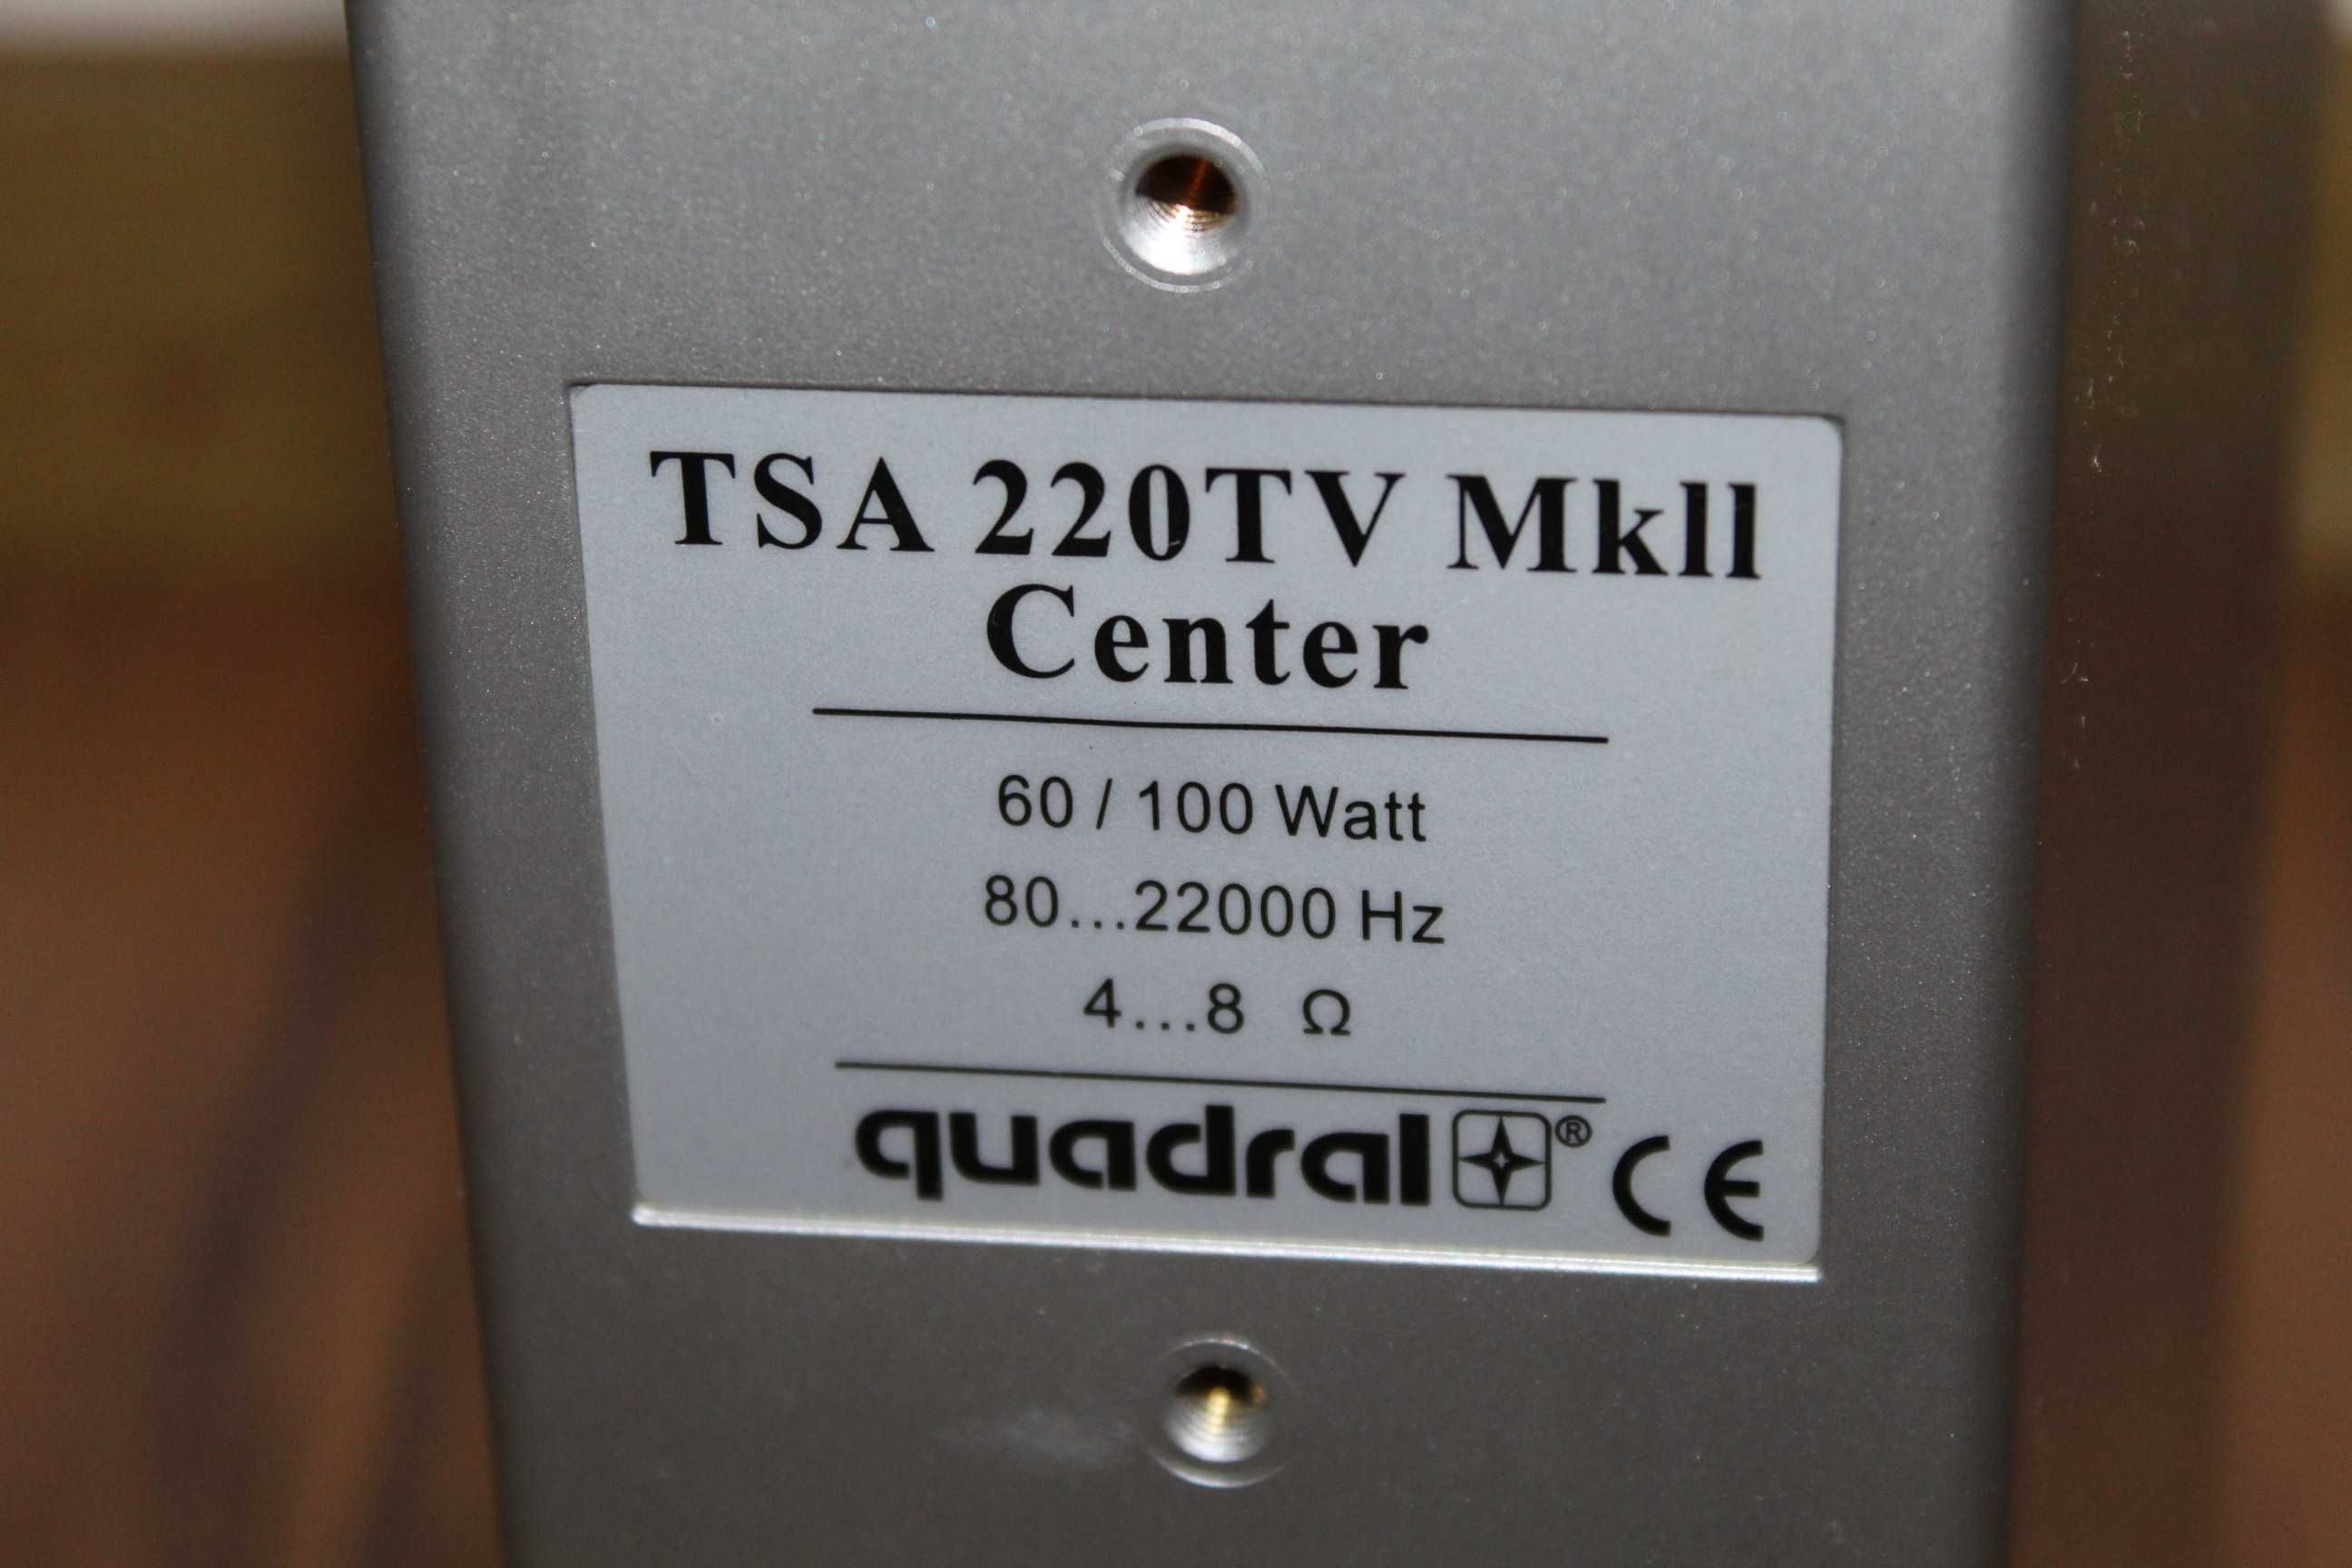 TSA 220TV Mkll
Center
60 / 100 Watt
80...22000 Hz
4...8 Ω
quadral ® CE